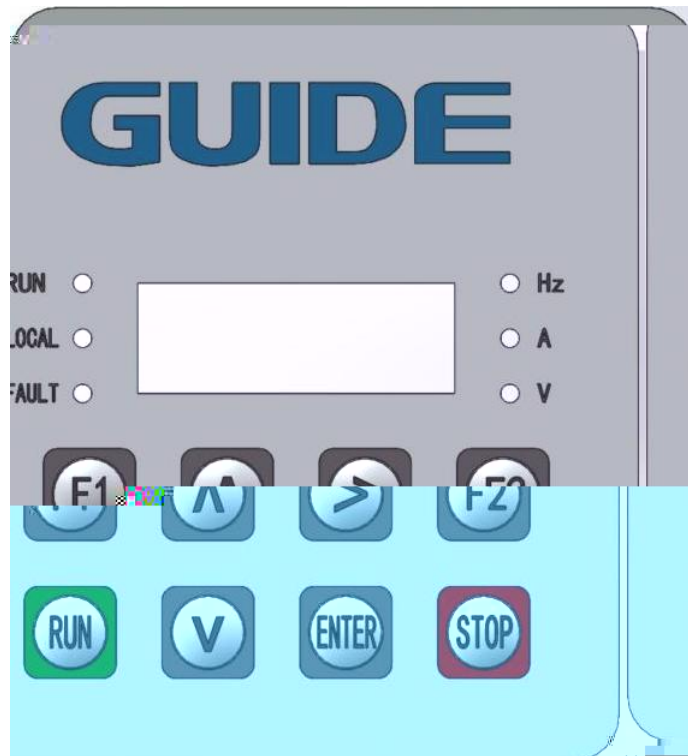 GUIDE
RUN Hz
LOCAL A
FAULT V
F1 ∧ > F2
RUN ∨ ENTER STOP